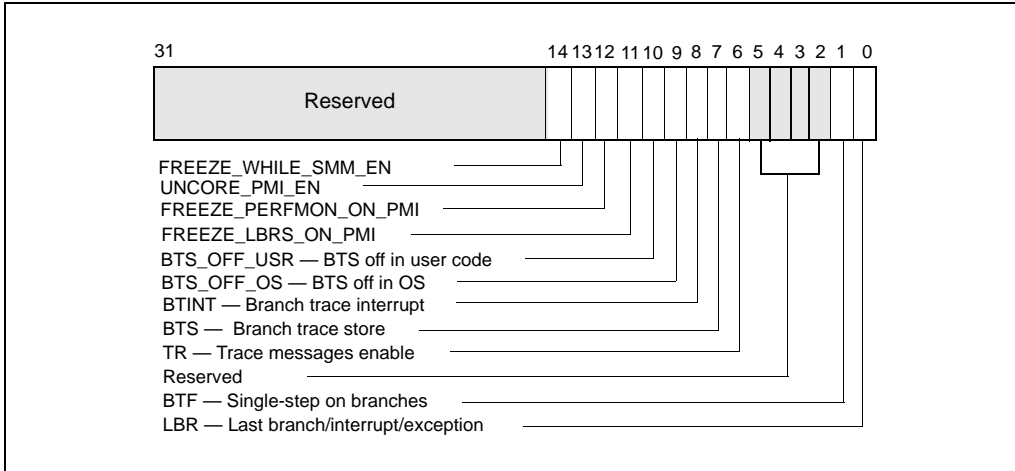 31 14 13 12 11 10 9 8 7 6 5 4 3 2 1 0
Reserved
FREEZE_WHILE_SMM_EN
UNCORE_PMI_EN
FREEZE_PERFMON_ON_PMI
FREEZE_LBRS_ON_PMI
BTS_OFF_USR — BTS off in user code
BTS_OFF_OS — BTS off in OS
BTINT — Branch trace interrupt
BTS — Branch trace store
TR — Trace messages enable
Reserved
BTF — Single-step on branches
LBR — Last branch/interrupt/exception